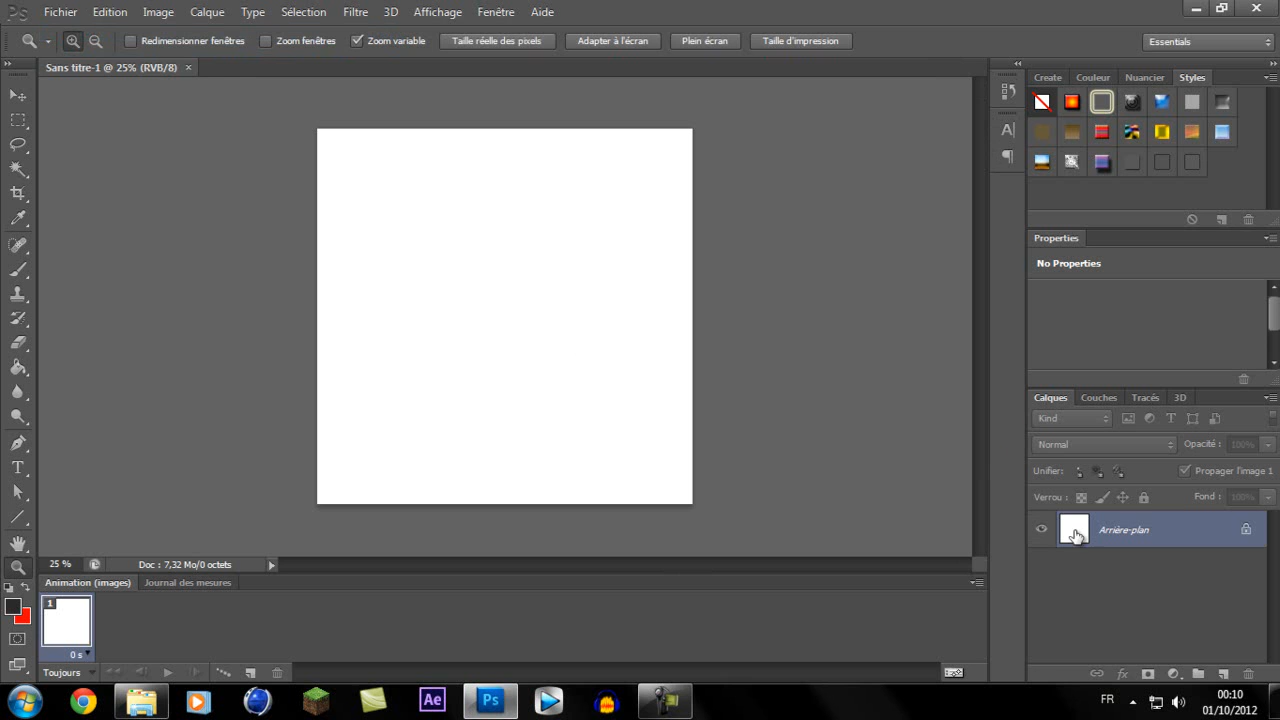 Ps Fichier Edition Image Calque Type Sélection Filtre 3D Affichage Fenêtre Aide
Redimensionner fenêtres Zoom fenêtres Zoom variable Taille réelle des pixels Adapter à l'écran Plein écran Taille d'impression Essentials
Sans titre-1 @ 25% (RVB/8) ×
Create Couleur Nuancier Styles
A
Properties
No Properties
Calques Couches Tracés 3D
Kind T
Normal Opacité : 100%
Unifier: Propager l'image 1
Verrou : Fond : 100%
Arrière-plan
T
25 % Doc : 7,32 Mo/0 octets
Animation (images) Journal des mesures
1
0 s
Toujours
fx
Ae Ps FR 00:10
01/10/2012